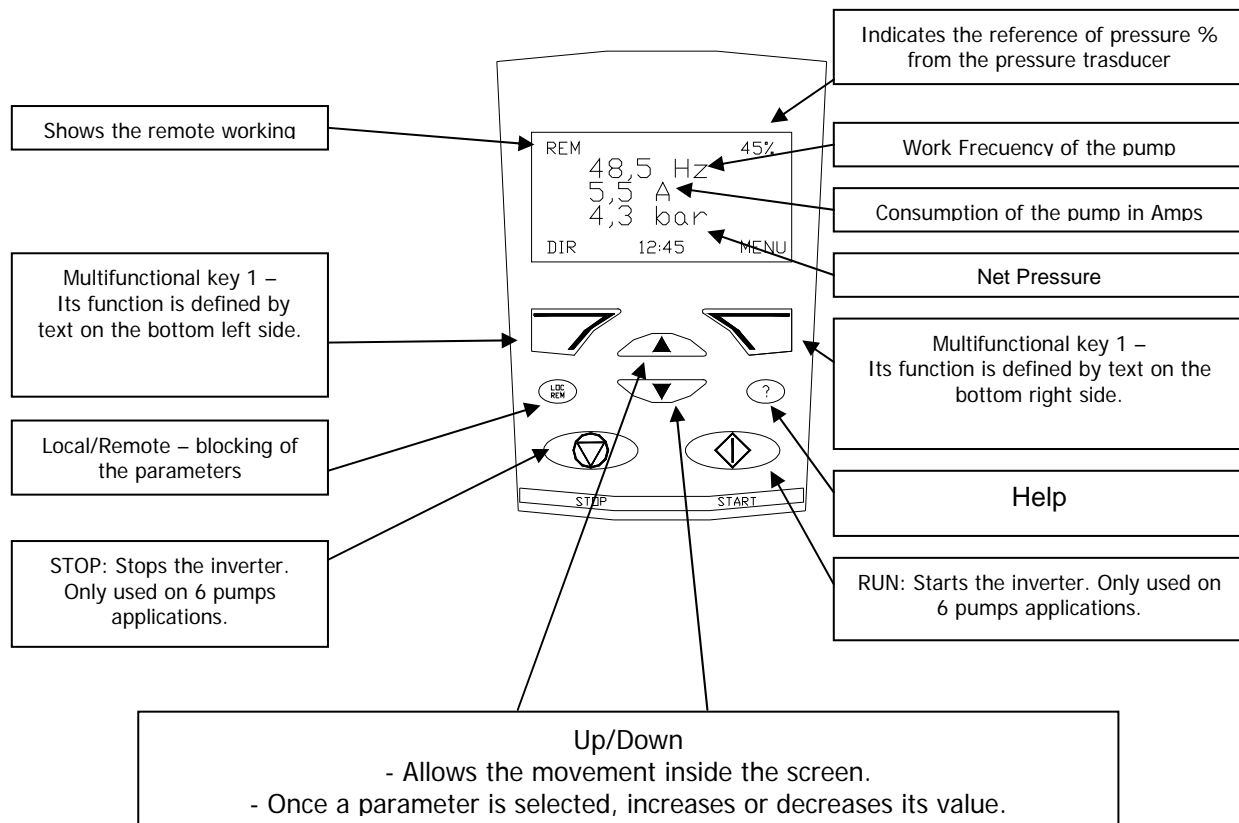 Indicates the reference of pressure %
from the pressure trasducer
Shows the remote working
Work Frecuency of the pump
Consumption of the pump in Amps
Net Pressure
REM 45%
48,5 Hz
5,5 A
4,3 bar
DIR 12:45 MENU
Multifunctional key 1 –
Its function is defined by
text on the bottom left side.
Multifunctional key 1 –
Its function is defined by text on the
bottom right side.
LOC
REM
?
Local/Remote – blocking of
the parameters
Help
STOP START
STOP: Stops the inverter.
Only used on 6 pumps
applications.
RUN: Starts the inverter. Only used on
6 pumps applications.
Up/Down
- Allows the movement inside the screen.
- Once a parameter is selected, increases or decreases its value.